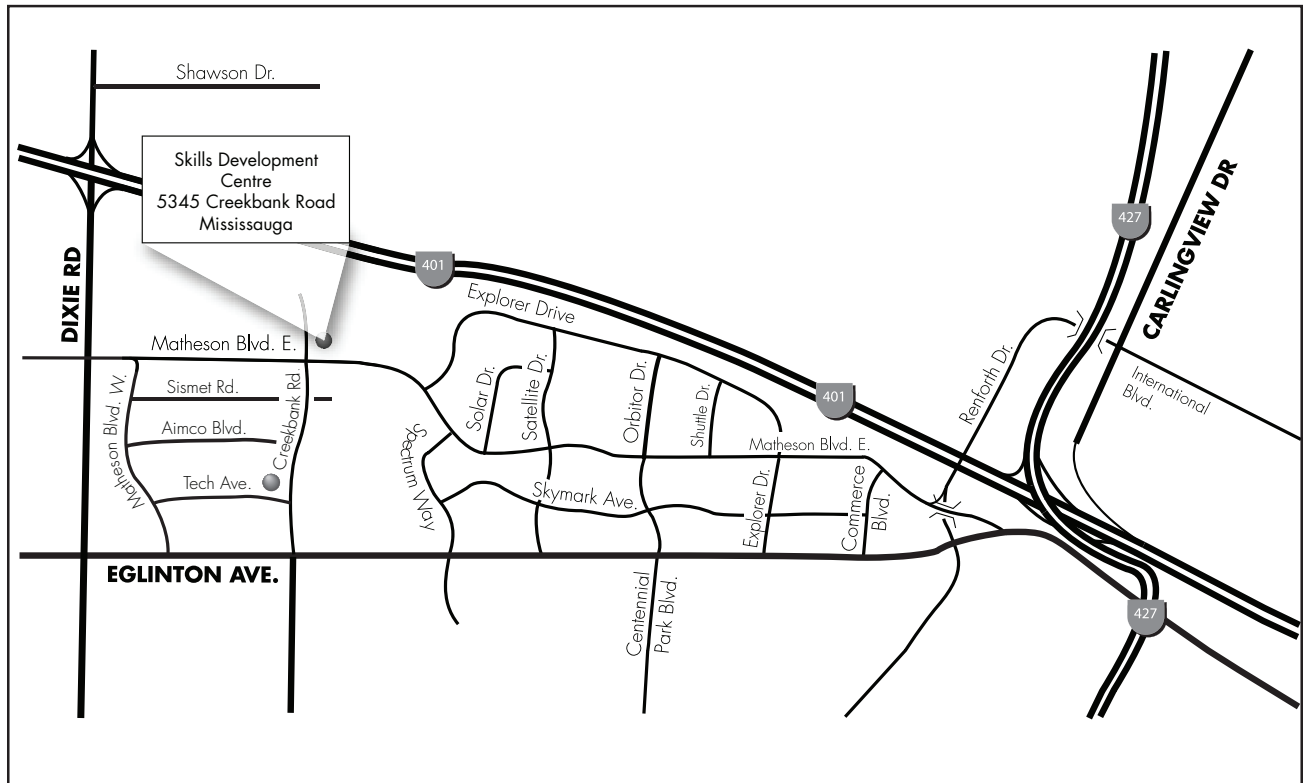 Shawson Dr.
Skills Development
Centre
5345 Creekbank Road
Mississauga
427
CARLINGVIEW DR
DIXIE RD
401
Explorer Drive
Matheson Blvd. E.
Renforth Dr.
International
Blvd.
Matheson Blvd. W.
Sismet Rd.
Creekbank Rd.
Solar Dr.
Satellite Dr.
Orbitor Dr.
Shuttle Dr.
401
Aimco Blvd.
Spectrum Way
Matheson Blvd. E.
Tech Ave.
Skymark Ave.
Explorer Dr.
Commerce
Blvd.
EGLINTON AVE.
Centennial
Park Blvd.
427